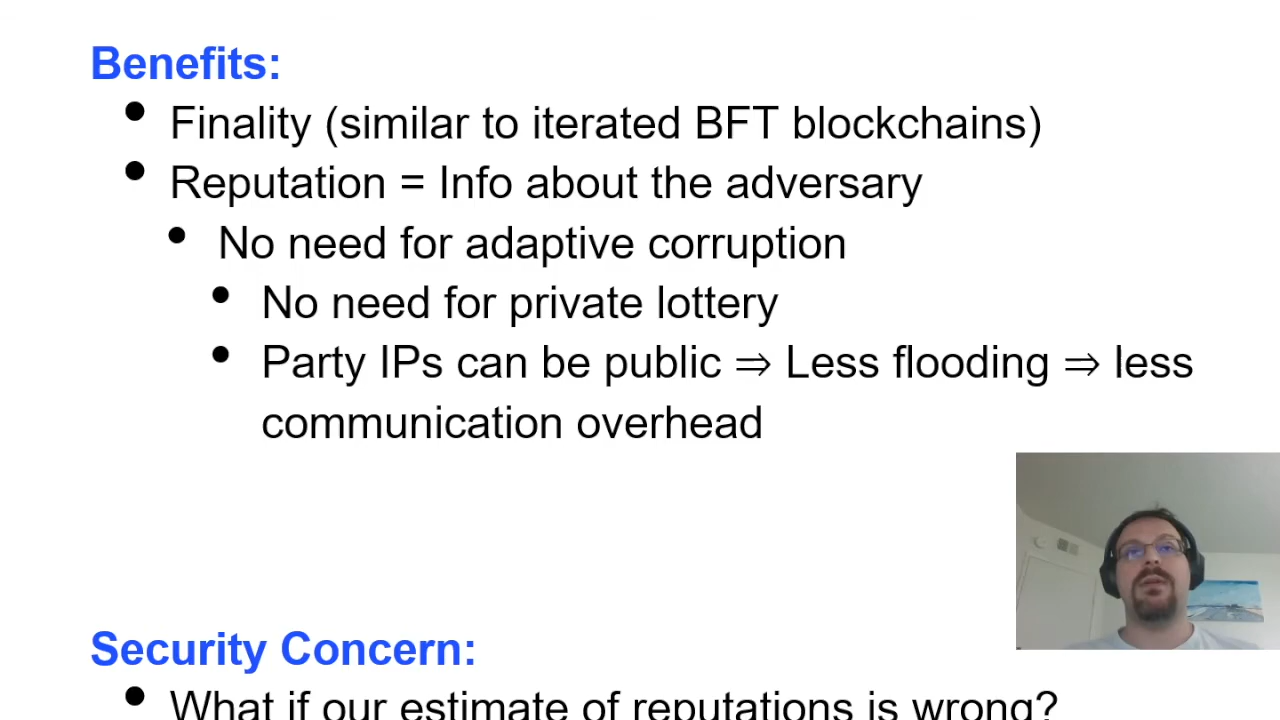 Benefits:
• Finality (similar to iterated BFT blockchains)
• Reputation = Info about the adversary
• No need for adaptive corruption
• No need for private lottery
• Party IPs can be public ⇒ Less flooding ⇒ less
communication overhead
Security Concern:
• What if our estimate of reputations is wrong?